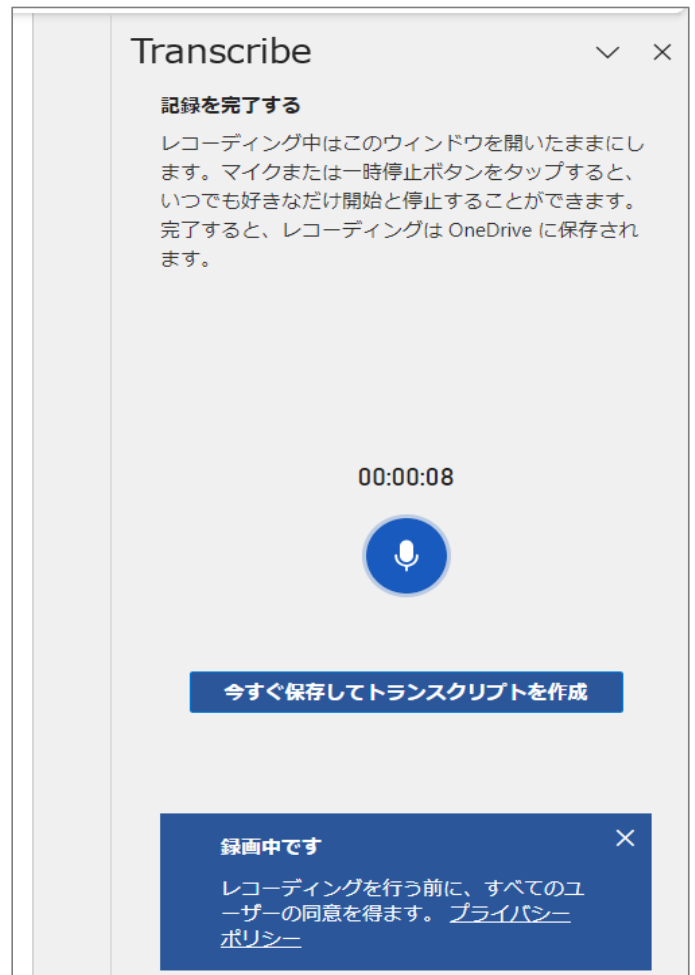 Transcribe
記録を完了する
レコーディング中はこのウィンドウを開いたままにし
ます。マイクまたは一時停止ボタンをタップすると、
いつでも好きなだけ開始と停止することができます。
完了すると、レコーディングは OneDrive に保存され
ます。
00:00:08
今すぐ保存してトランスクリプトを作成
録画中です
レコーディングを行う前に、すべてのユ
ーザーの同意を得ます。 プライバシー
ポリシー